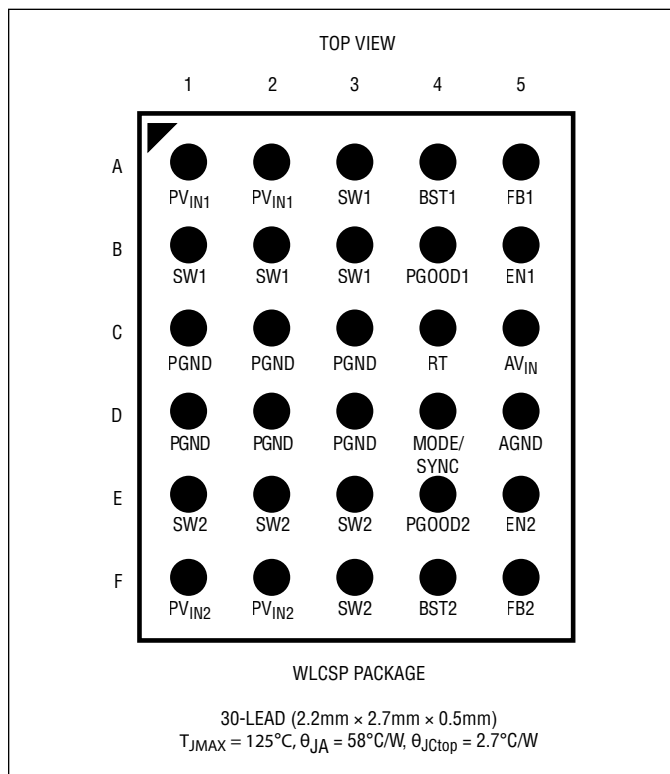 TOP VIEW
1 2 3 4 5
A
PVIN1 PVIN1 SW1 BST1 FB1
B
SW1 SW1 SW1 PGOOD1 EN1
C
PGND PGND PGND RT AVIN
D
PGND PGND PGND MODE/ AGND
SYNC
E
SW2 SW2 SW2 PGOOD2 EN2
F
PVIN2 PVIN2 SW2 BST2 FB2
WLCSP PACKAGE
30-LEAD (2.2mm × 2.7mm × 0.5mm)
TJMAX = 125°C, θJA = 58°C/W, θJCtop = 2.7°C/W